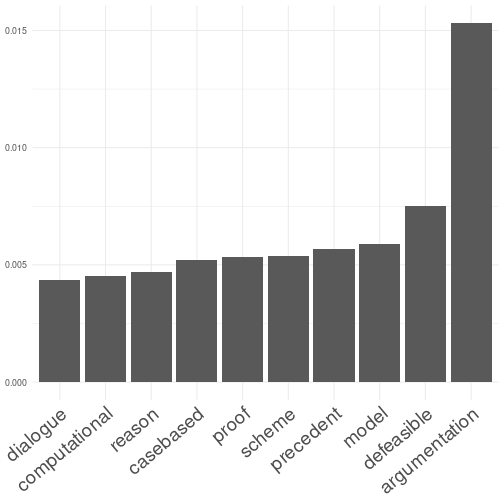 0.015
0.010
0.005
0.000
dialogue
computational
reason
casebased
proof
scheme
precedent
model
defeasible
argumentation